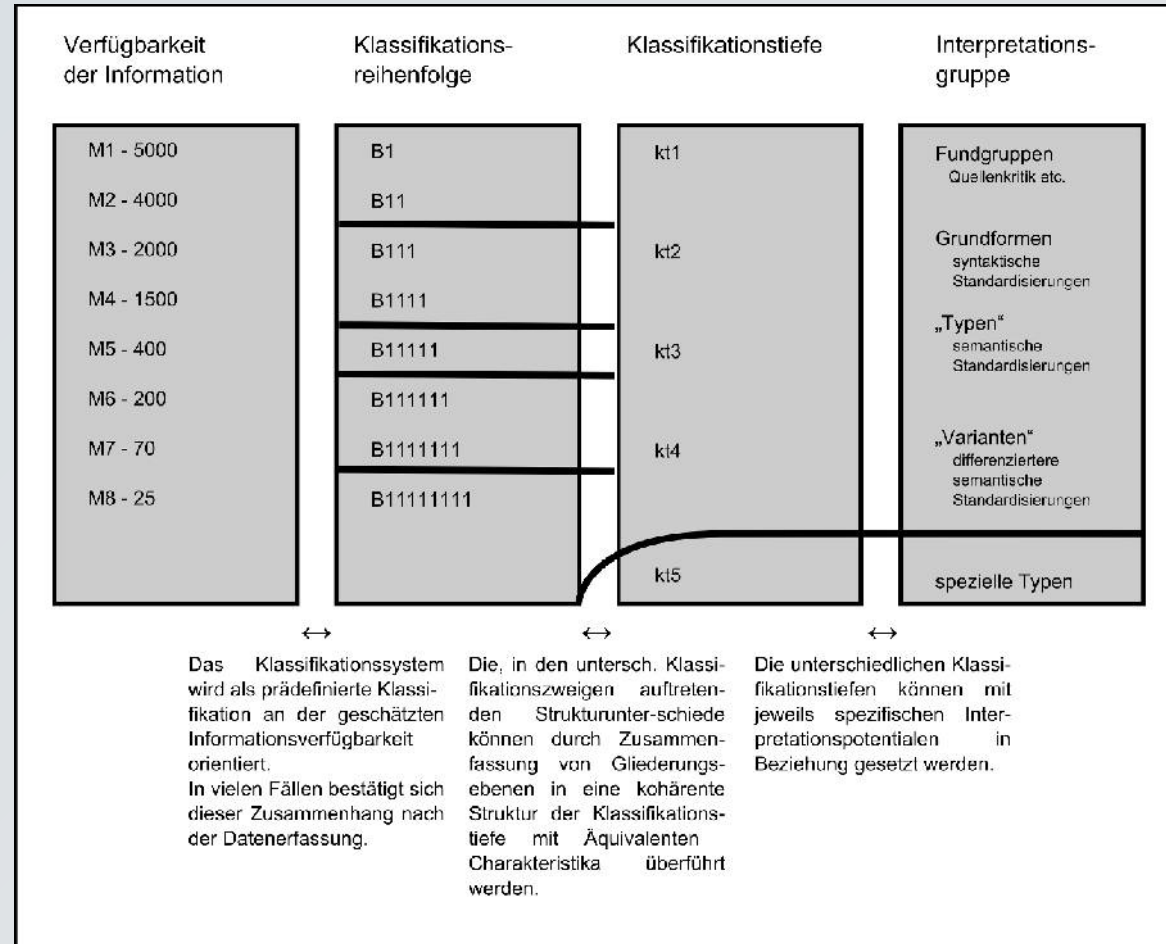 Verfügbarkeit
der Information
Klassifikations-
reihenfolge
Klassifikationstiefe
Interpretations-
gruppe
M1 - 5000
M2 - 4000
M3 - 2000
M4 - 1500
M5 - 400
M6 - 200
M7 - 70
M8 - 25
B1
B11
B111
B1111
B11111
B111111
B1111111
B11111111
kt1
kt2
kt3
kt4
kt5
Fundgruppen
Quellenkritik etc.
Grundformen
syntaktische
Standardisierungen
„Typen“
semantische
Standardisierungen
„Varianten“
differenziertere
semantische
Standardisierungen
spezielle Typen
↔
Das Klassifikationssystem
wird als prädefinierte Klassifi-
kation an der geschätzten
Informationsverfügbarkeit
orientiert.
In vielen Fällen bestätigt sich
dieser Zusammenhang nach
der Datenerfassung.
↔
Die, in den untersch. Klassi-
fikationszweigen auftreten-
den Strukturunter-schiede
können durch Zusammen-
fassung von Gliederungs-
ebenen in eine kohärente
Struktur der Klassifikations-
tiefe mit Äquivalenten
Charakteristika überführt
werden.
↔
Die unterschiedlichen Klassi-
fikationstiefen können mit
jeweils spezifischen Inter-
pretationspotentialen in
Beziehung gesetzt werden.